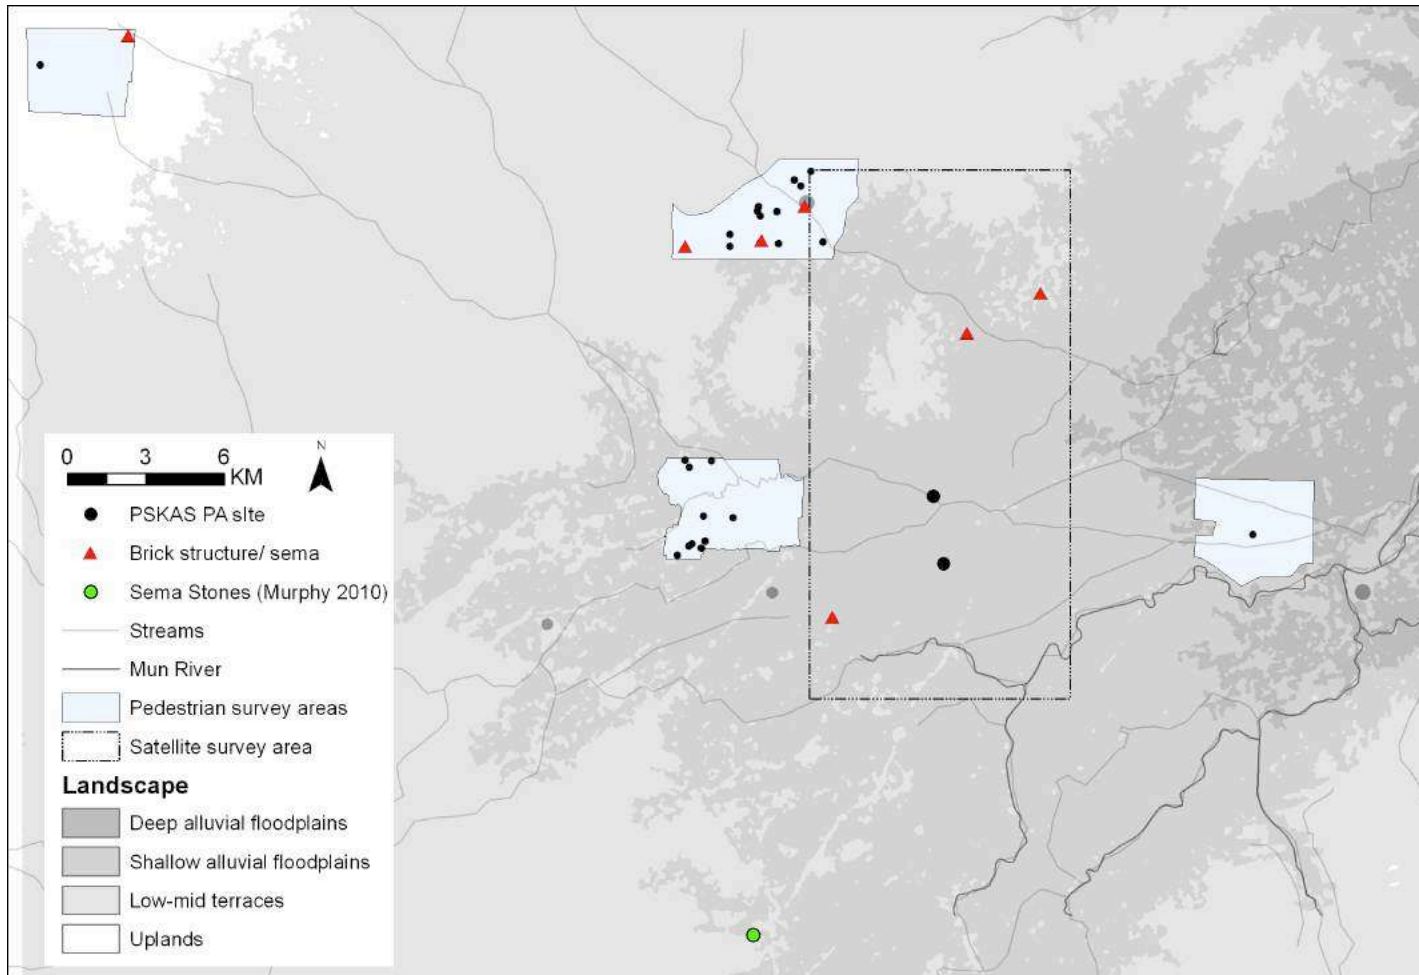 N
0 3 6
KM
PSKAS PA sIte
Brick structure/ sema
Sema Stones (Murphy 2010)
Streams
Mun River
Pedestrian survey areas
Satellite survey area
Landscape
Deep alluvial floodplains
Shallow alluvial floodplains
Low-mid terraces
Uplands